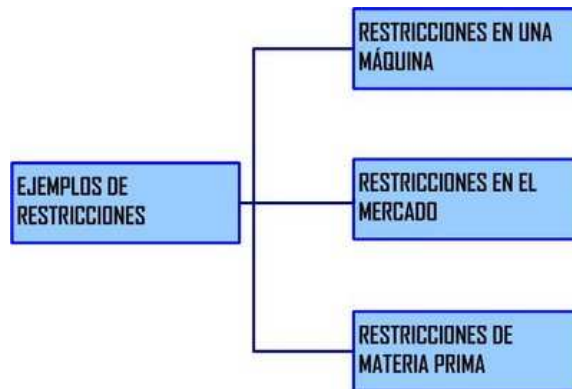 EJEMPLOS DE
RESTRICCIONES
RESTRICCIONES EN UNA
MÁQUINA
RESTRICCIONES EN EL
MERCADO
RESTRICCIONES DE
MATERIA PRIMA